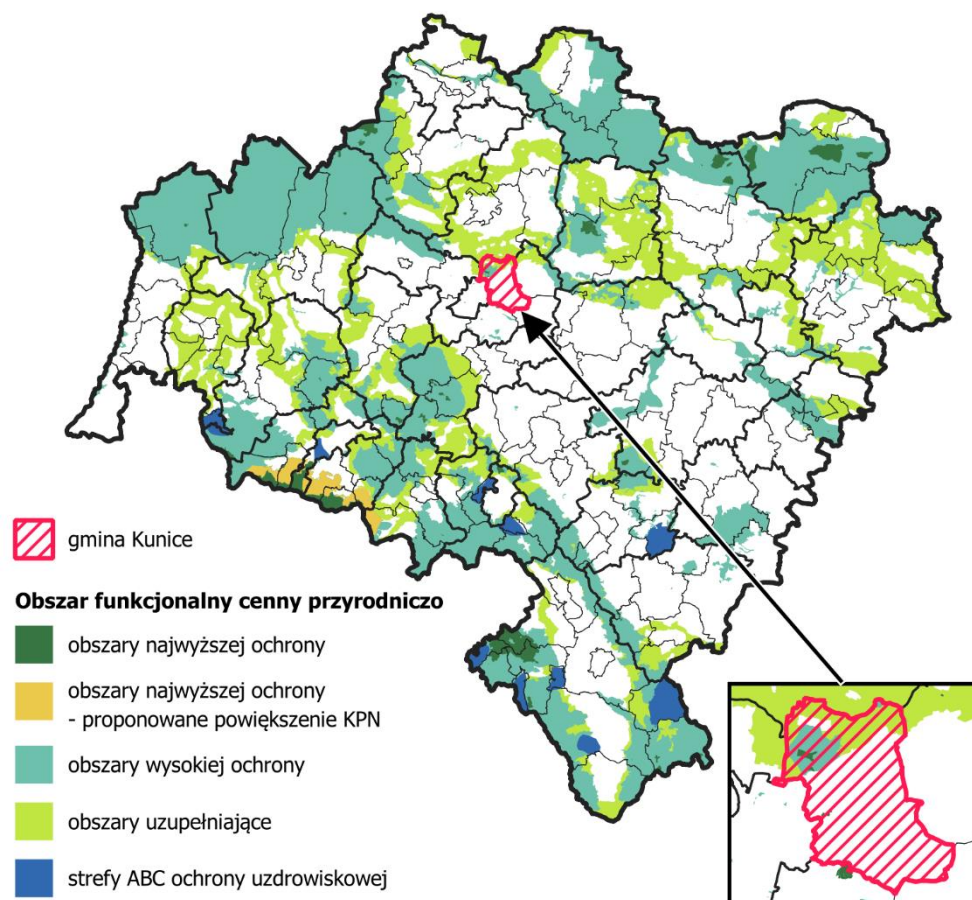 gmina Kunice
Obszar funkcjonalny cenny przyrodniczo
obszary najwyższej ochrony
obszary najwyższej ochrony
- proponowane powiększenie KPN
obszary wysokiej ochrony
obszary uzupełniające
strefy ABC ochrony uzdrowiskowej